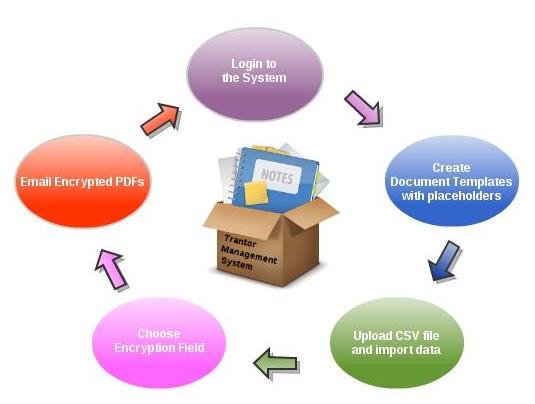 Login to
the System
Create
Document Templates
with placeholders
Upload CSV file
and import data
Choose
Encryption Field
Email Encrypted PDFs
NOTES
Trantor
Management
System